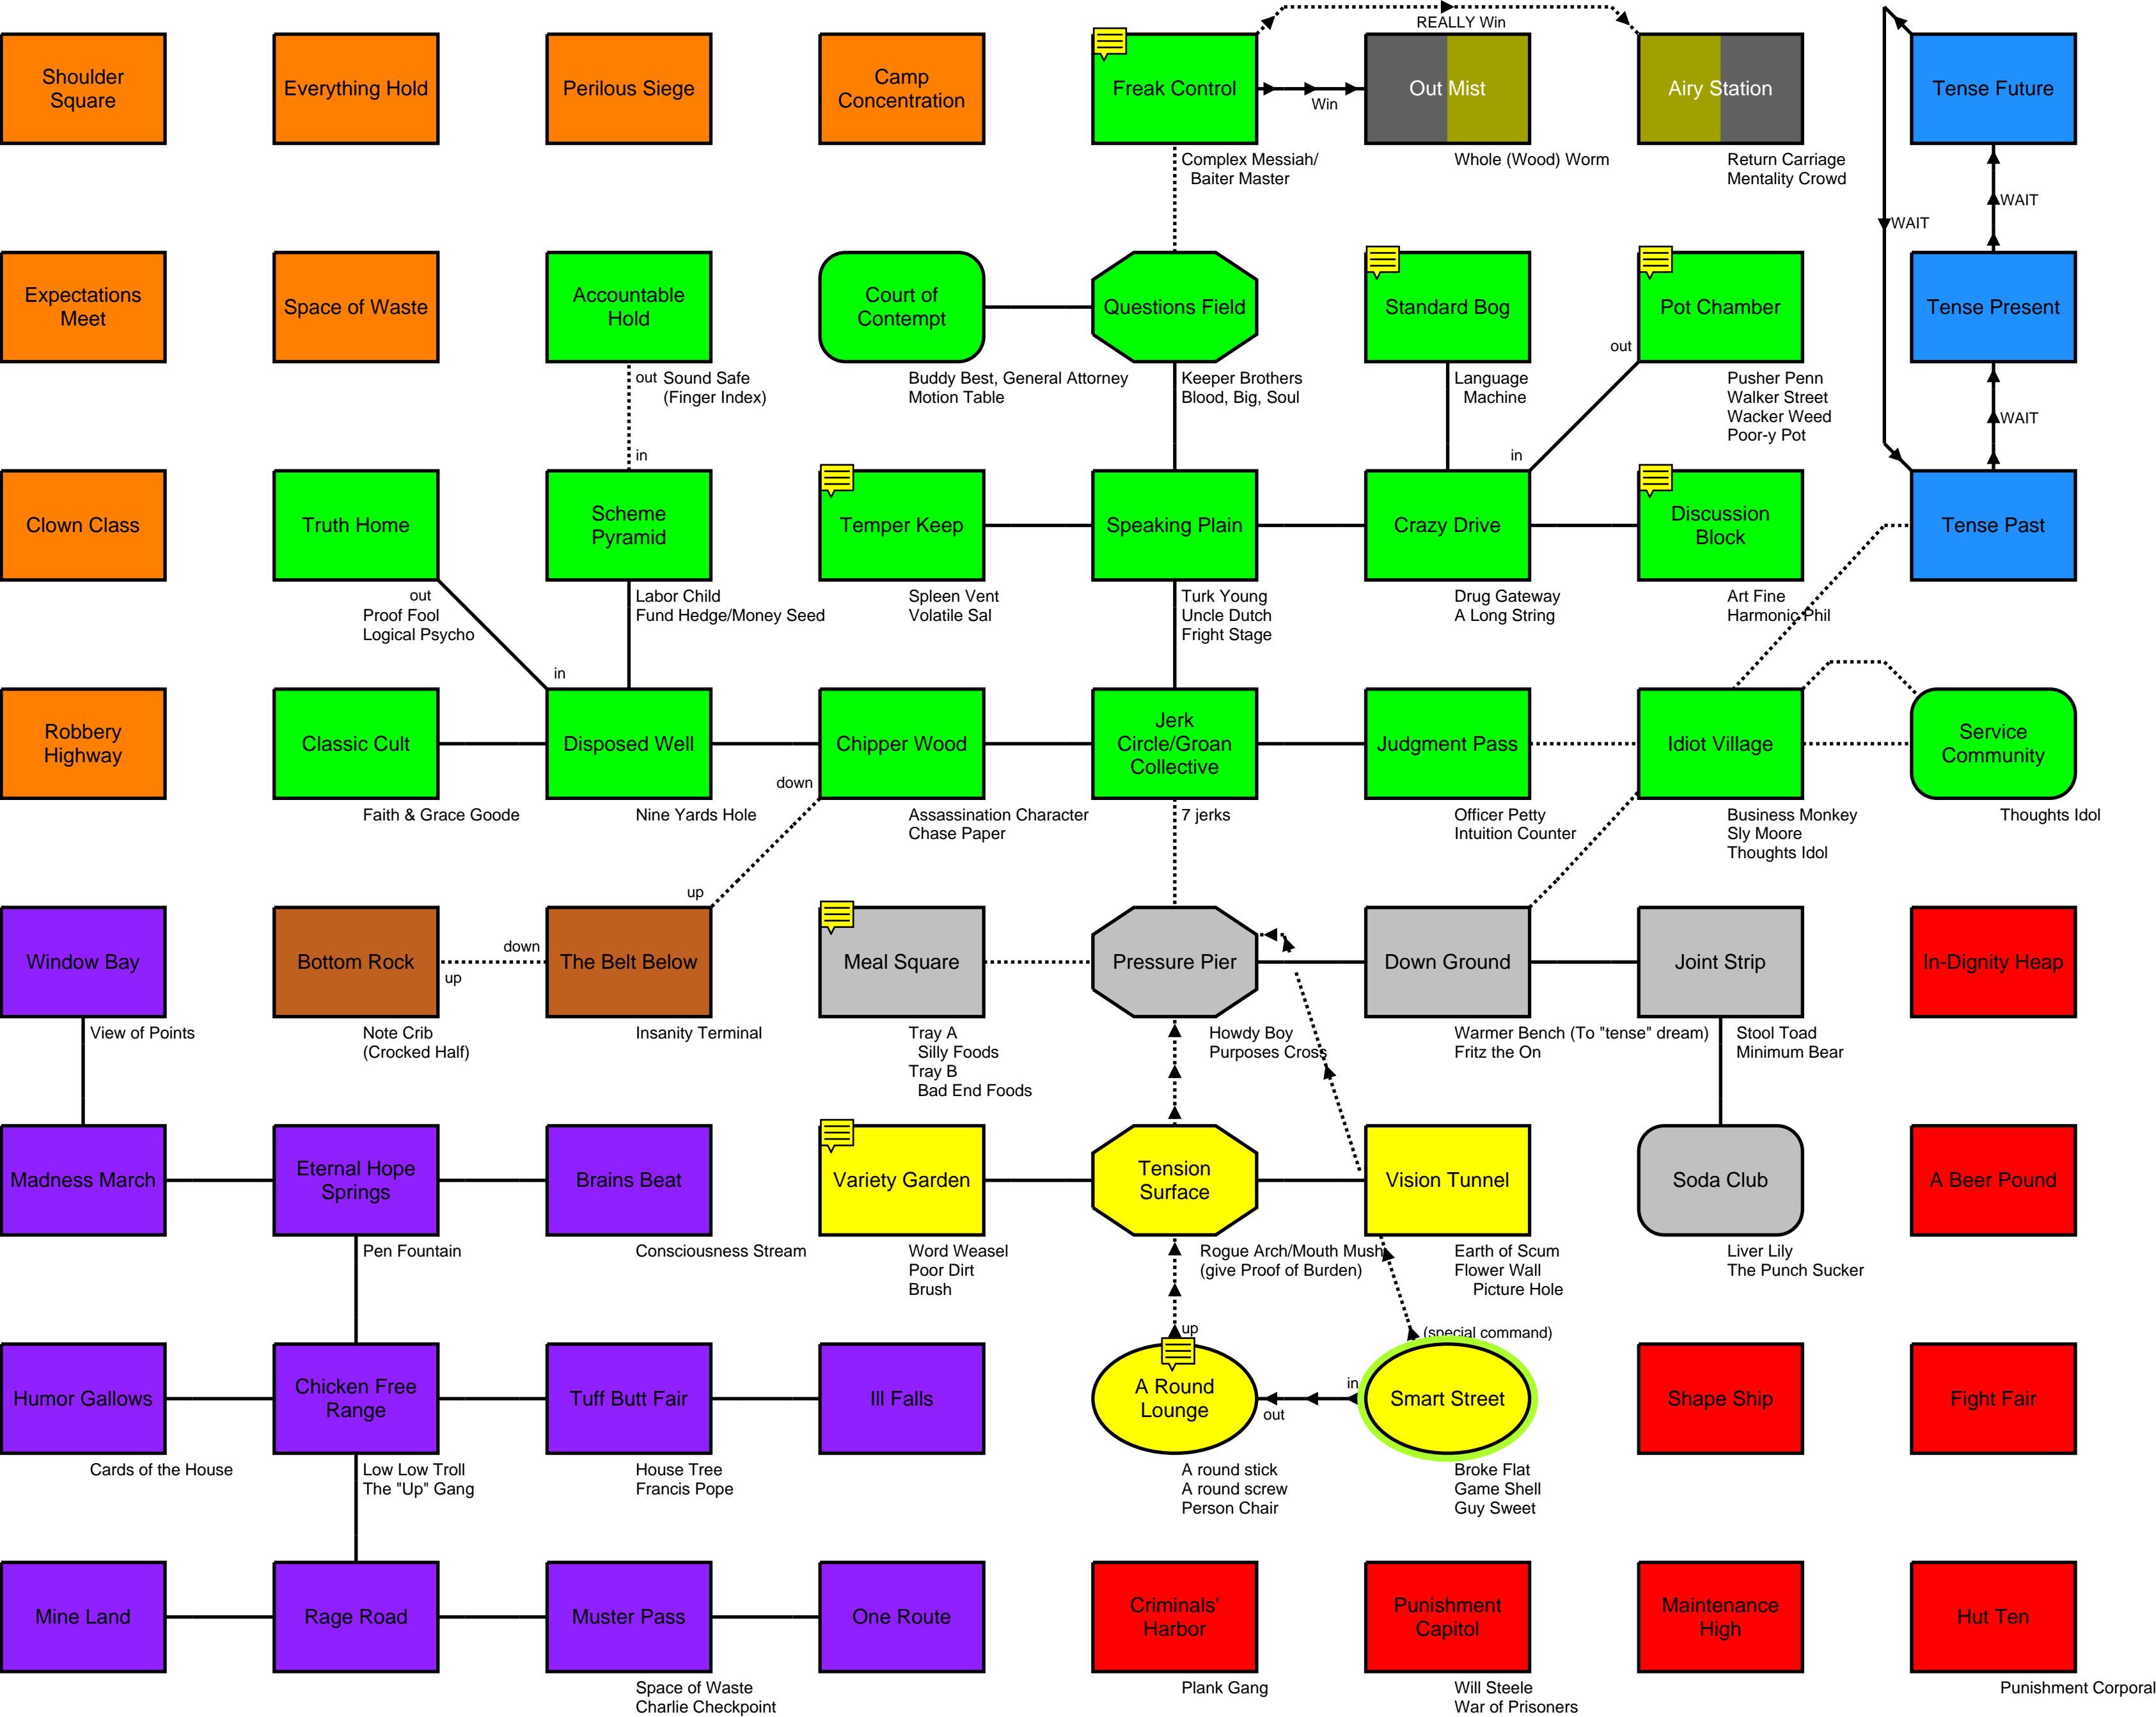 REALLY Win
Shoulder
Square
Everything Hold
Perilous Siege
Camp
Concentration
Freak Control
Win
Out Mist
Airy Station
Tense Future
Complex Messiah/
Baiter Master
Whole (Wood) Worm
Return Carriage
Mentality Crowd
WAIT
WAIT
Expectations
Meet
Space of Waste
Accountable
Hold
Court of
Contempt
Questions Field
Standard Bog
Pot Chamber
Tense Present
out
out
Sound Safe
(Finger Index)
Buddy Best, General Attorney
Motion Table
Keeper Brothers
Blood, Big, Soul
Language
Machine
Pusher Penn
Walker Street
Wacker Weed
Poor-y Pot
WAIT
in
in
Clown Class
Truth Home
Scheme
Pyramid
Temper Keep
Speaking Plain
Crazy Drive
Discussion
Block
Tense Past
out
Proof Fool
Logical Psycho
Labor Child
Fund Hedge/Money Seed
Spleen Vent
Volatile Sal
Turk Young
Uncle Dutch
Fright Stage
Drug Gateway
A Long String
Art Fine
Harmonic Phil
in
Robbery
Highway
Classic Cult
Disposed Well
Chipper Wood
Jerk
Circle/Groan
Collective
Judgment Pass
Idiot Village
Service
Community
down
Faith & Grace Goode
Nine Yards Hole
Assassination Character
Chase Paper
7 jerks
Officer Petty
Intuition Counter
Business Monkey
Sly Moore
Thoughts Idol
Thoughts Idol
up
Window Bay
Bottom Rock
down
up
The Belt Below
Meal Square
Pressure Pier
Down Ground
Joint Strip
In-Dignity Heap
View of Points
Note Crib
(Crocked Half)
Insanity Terminal
Tray A
Silly Foods
Tray B
Bad End Foods
Howdy Boy
Purposes Cross
Warmer Bench (To "tense" dream)
Fritz the On
Stool Toad
Minimum Bear
Madness March
Eternal Hope
Springs
Brains Beat
Variety Garden
Tension
Surface
Vision Tunnel
Soda Club
A Beer Pound
Pen Fountain
Consciousness Stream
Word Weasel
Poor Dirt
Brush
Rogue Arch/Mouth Mush
(give Proof of Burden)
Earth of Scum
Flower Wall
Picture Hole
Liver Lily
The Punch Sucker
up
(special command)
Humor Gallows
Chicken Free
Range
Tuff Butt Fair
Ill Falls
A Round
Lounge
in
out
Smart Street
Shape Ship
Fight Fair
Cards of the House
Low Low Troll
The "Up" Gang
House Tree
Francis Pope
A round stick
A round screw
Person Chair
Broke Flat
Game Shell
Guy Sweet
Mine Land
Rage Road
Muster Pass
One Route
Criminals'
Harbor
Punishment
Capitol
Maintenance
High
Hut Ten
Space of Waste
Charlie Checkpoint
Plank Gang
Will Steele
War of Prisoners
Punishment Corporal